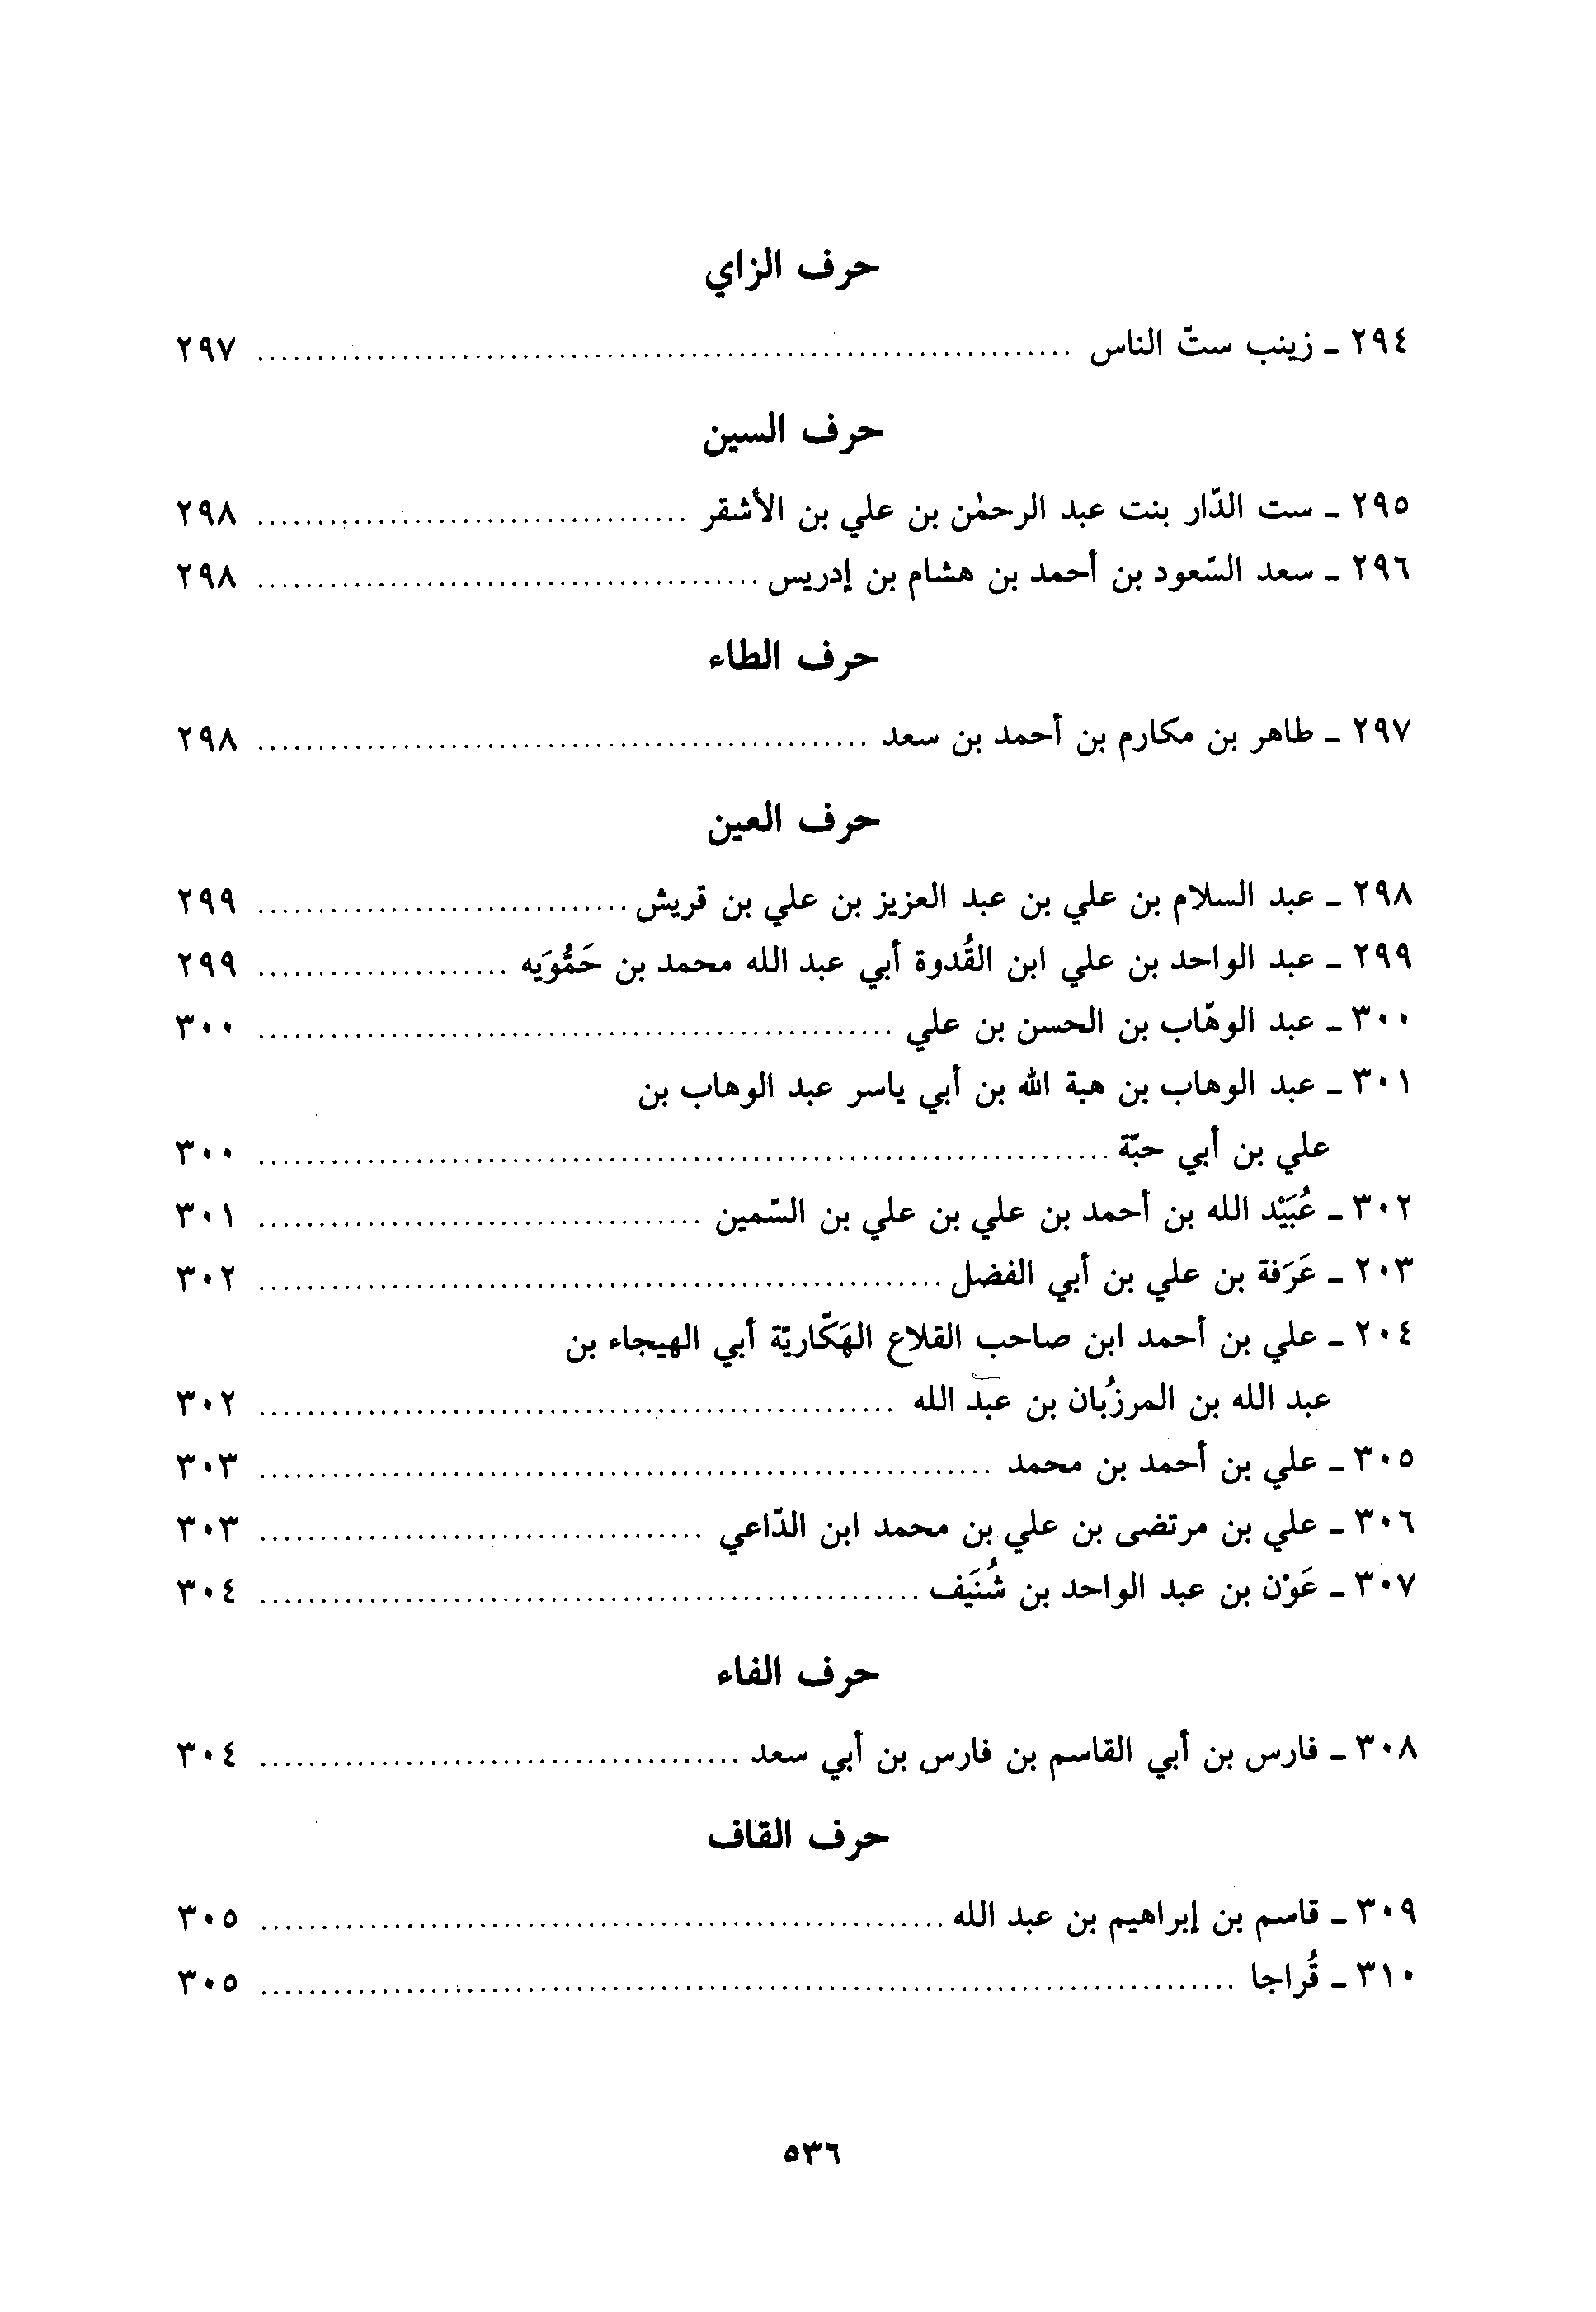 حرف الزاي
٢٩٤ ـ زينب ستّ الناس ........................ ٢٩٧
حرف السين
٢٩٥ ـ ست الدّار بنت عبد الرحمٰن بن علي بن الأشقر ........................ ٢٩٨
٢٩٦ ـ سعد السّعود بن أحمد بن هشام بن إدريس ........................ ٢٩٨
حرف الطاء
٢٩٧ ـ طاهر بن مكارم بن أحمد بن سعد ........................ ٢٩٨
حرف العين
٢٩٨ ـ عبد السلام بن علي بن عبد العزيز بن علي بن قريش ........................ ٢٩٩
٢٩٩ ـ عبد الواحد بن علي ابن القُدوة أبي عبد الله محمد بن حَمُّوَيه ........................ ٢٩٩
٣٠٠ ـ عبد الوهّاب بن الحسن بن علي ........................ ٣٠٠
٣٠١ ـ عبد الوهاب بن هبة الله بن أبي ياسر عبد الوهاب بن
علي بن أبي حبّة ........................ ٣٠٠
٣٠٢ ـ عُبَيْد الله بن أحمد بن علي بن علي بن السّمين ........................ ٣٠١
٢٠٣ ـ عَرَفة بن علي بن أبي الفضل ........................ ٣٠٢
٢٠٤ ـ علي بن أحمد ابن صاحب القلاع الهَكّاريّة أبي الهيجاء بن
عبد الله بن المرزُبان بن عبد الله ........................ ٣٠٢
٣٠٥ ـ علي بن أحمد بن محمد ........................ ٣٠٣
٣٠٦ ـ علي بن مرتضى بن علي بن محمد ابن الدّاعي ........................ ٣٠٣
٣٠٧ ـ عَوْن بن عبد الواحد بن شُنَيف ........................ ٣٠٤
حرف الفاء
٣٠٨ ـ فارس بن أبي القاسم بن فارس بن أبي سعد ........................ ٣٠٤
حرف القاف
٣٠٩ ـ قاسم بن إبراهيم بن عبد الله ........................ ٣٠٥
٣١٠ ـ قُراجا ........................ ٣٠٥
٥٣٦